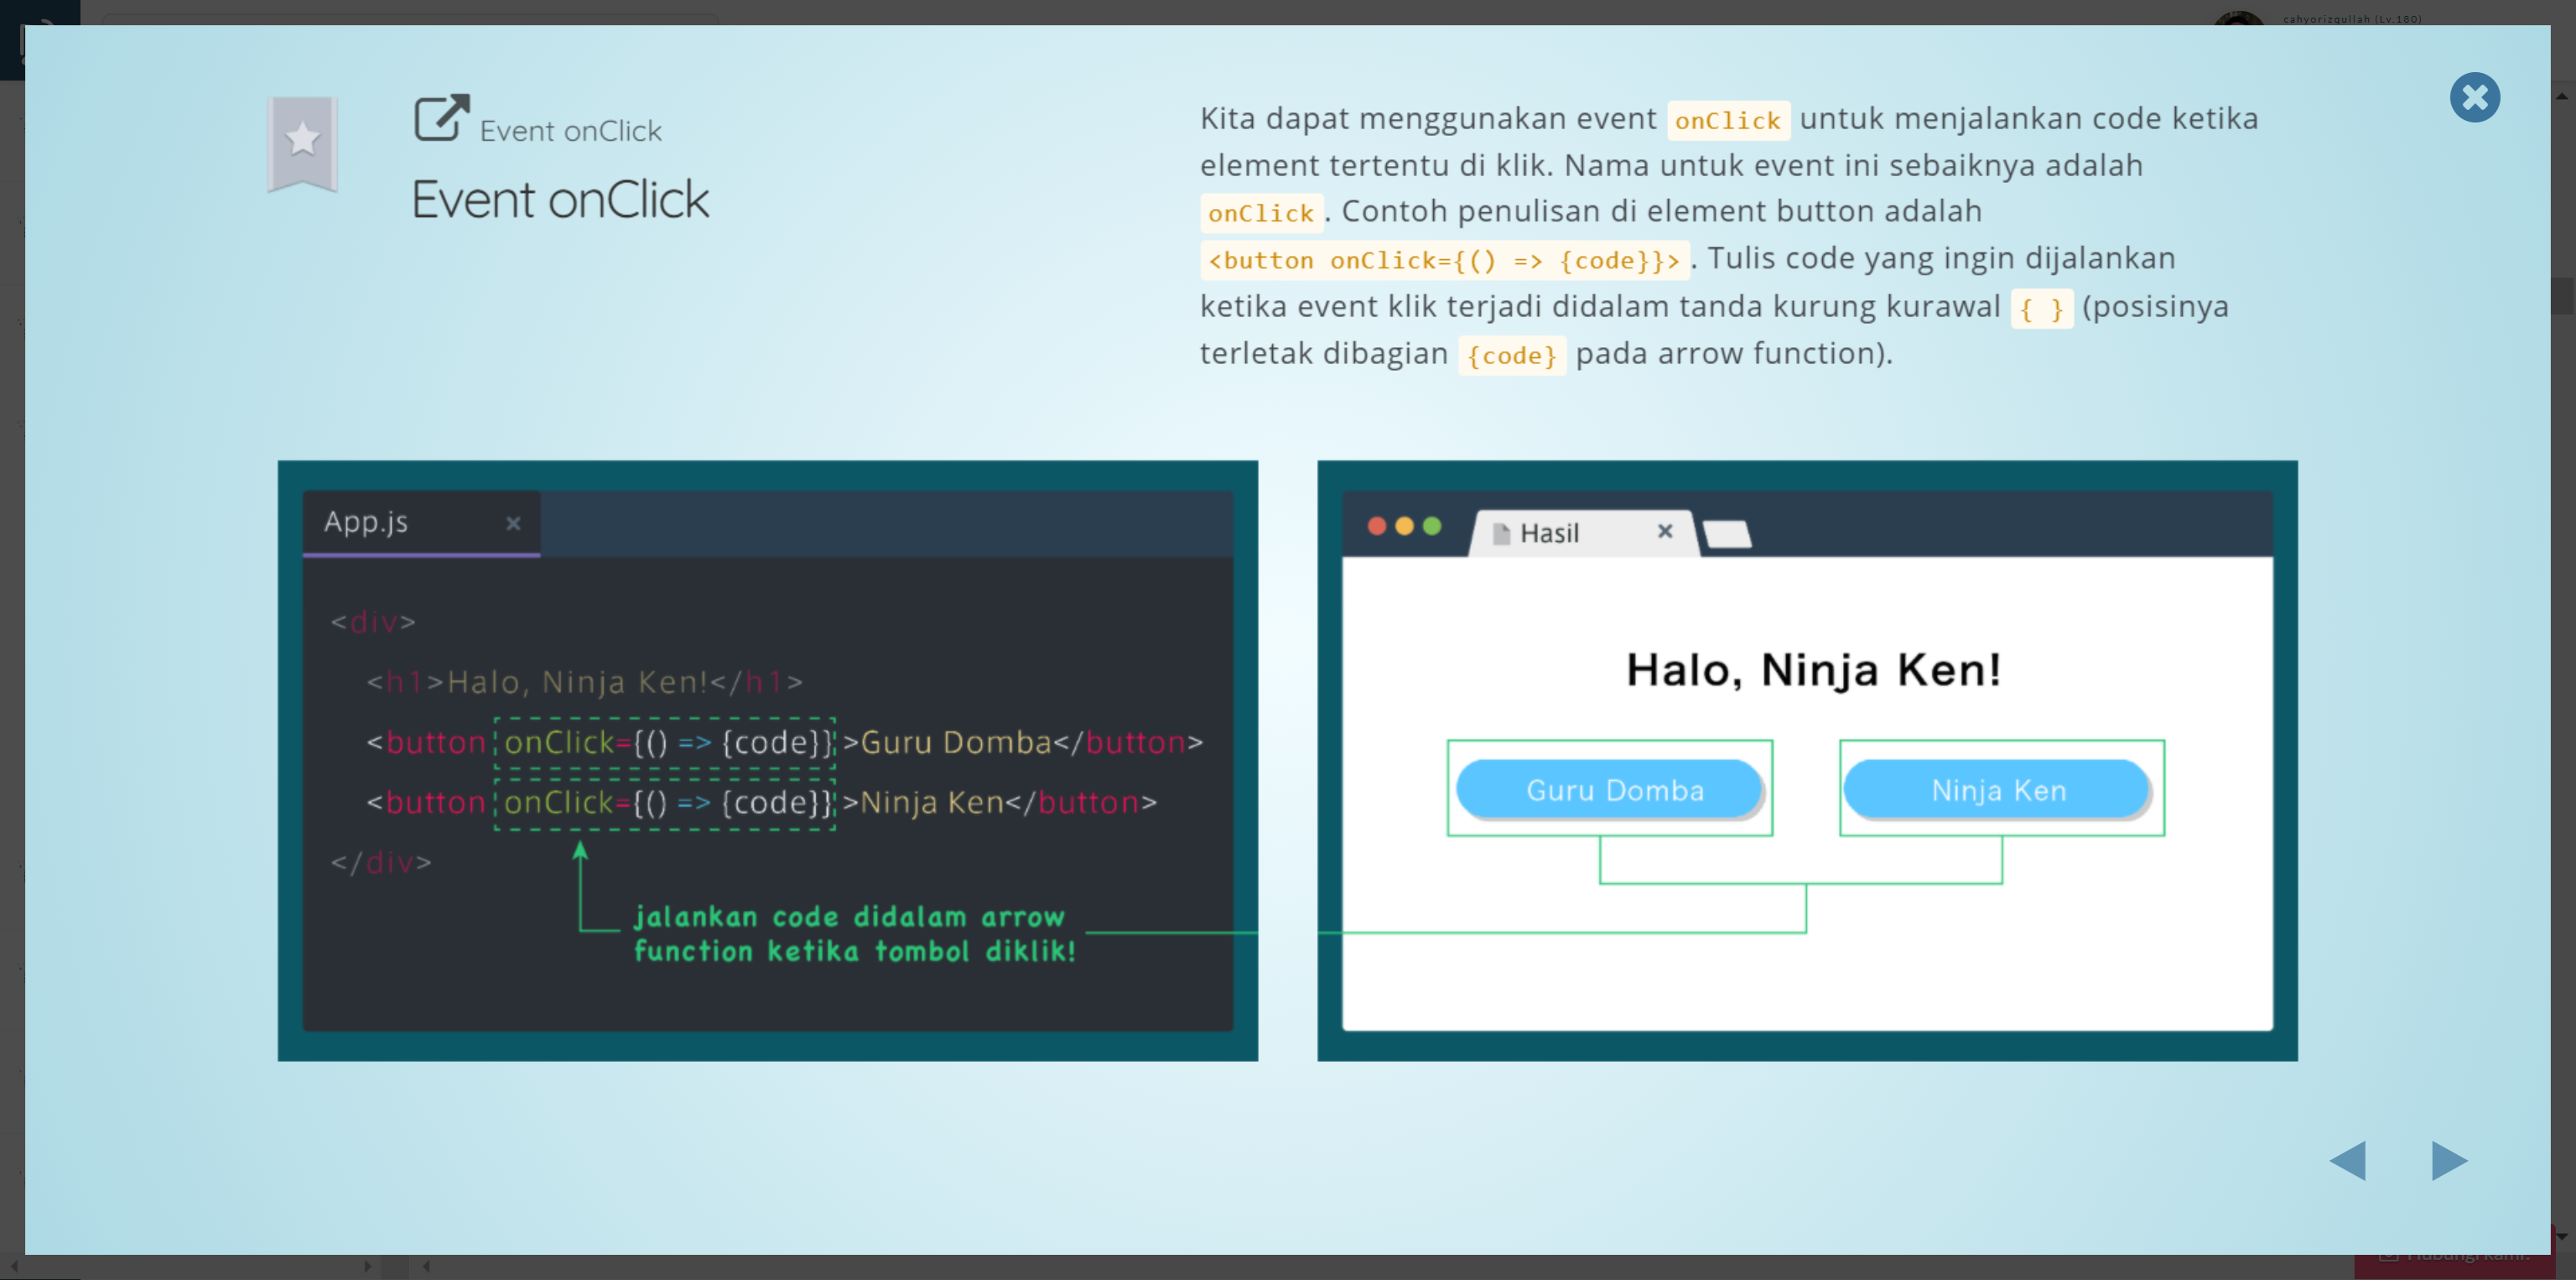 cahyorizqullah (Lv.180)
Event onClick
Event onClick
Kita dapat menggunakan event onClick untuk menjalankan code ketika
element tertentu di klik. Nama untuk event ini sebaiknya adalah
onClick . Contoh penulisan di element button adalah
<button onClick={() => {code}}> . Tulis code yang ingin dijalankan
ketika event klik terjadi didalam tanda kurung kurawal { } (posisinya
terletak dibagian {code} pada arrow function).
App.js
<div>
<h1>Halo, Ninja Ken!</h1>
<button onClick={() => {code}} >Guru Domba</button>
<button onClick={() => {code}} >Ninja Ken</button>
</div>
jalankan code didalam arrow
function ketika tombol diklik!
Hasil
Halo, Ninja Ken!
Guru Domba
Ninja Ken